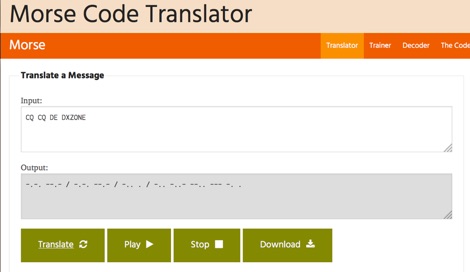 Morse Code Translator
Morse Translator Trainer Decoder The Code
Translate a Message
Input:
CQ CQ DE DXZONE
Output:
-.-. --.- / -.-. --.- / -.. . / -.. -..- --.. --- -. .
Translate Play Stop Download